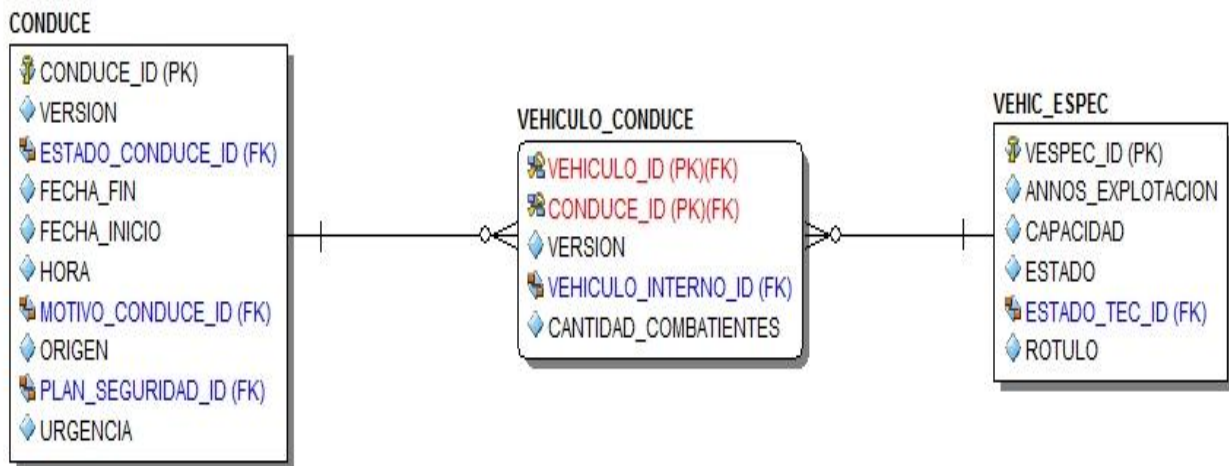 CONDUCE
CONDUCE_ID (PK)
VERSION
ESTADO_CONDUCE_ID (FK)
FECHA_FIN
FECHA_INICIO
HORA
MOTIVO_CONDUCE_ID (FK)
ORIGEN
PLAN_SEGURIDAD_ID (FK)
URGENCIA
VEHICULO_CONDUCE
VEHICULO_ID (PK)(FK)
CONDUCE_ID (PK)(FK)
VERSION
VEHICULO_INTERNO_ID (FK)
CANTIDAD_COMBATIENTES
VEHIC_ESPEC
VESPEC_ID (PK)
ANNOS_EXPLOTACION
CAPACIDAD
ESTADO
ESTADO_TEC_ID (FK)
ROTULO